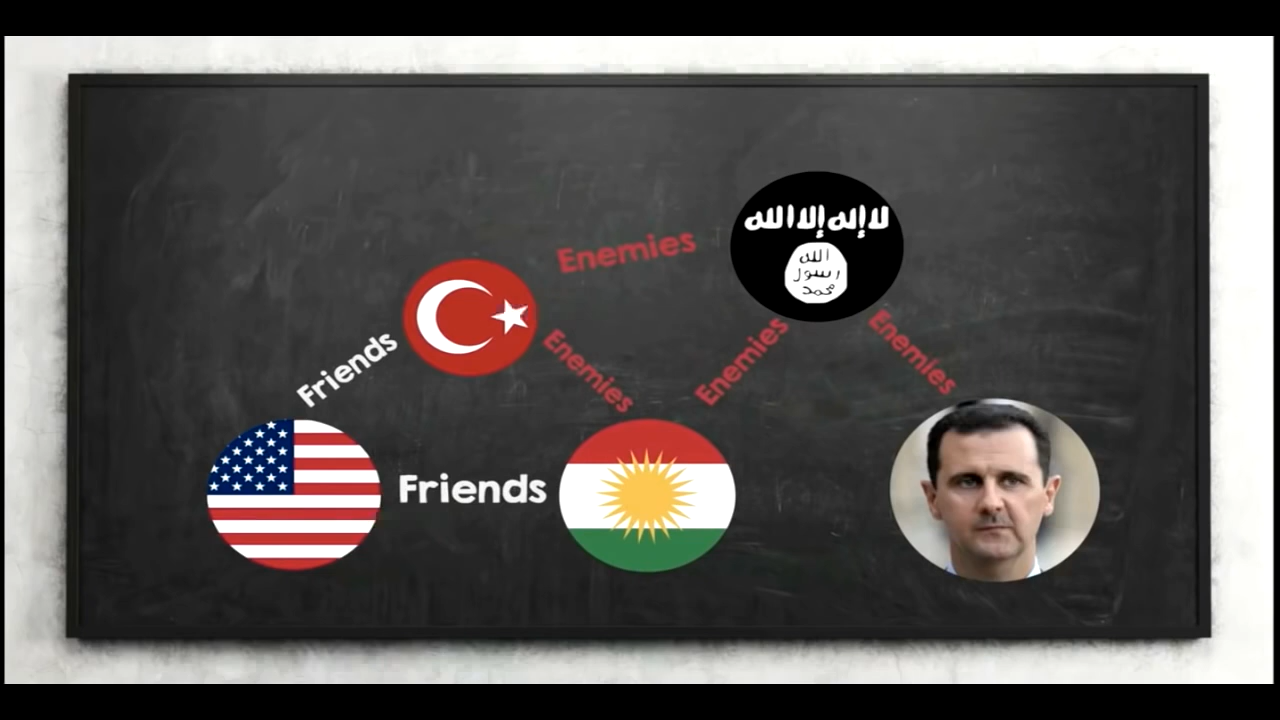 Enemies
لا إله إلا الله
الله
رسول
محمد
Friends
Enemies
Enemies
Enemies
Friends